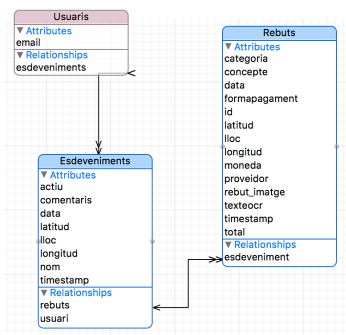 Usuaris
▼ Attributes
email
▼ Relationships
esdeveniments
Rebuts
▼ Attributes
categoria
concepte
data
formapagament
id
latitud
lloc
longitud
moneda
proveidor
rebut_imatge
texteocr
timestamp
total
▼ Relationships
esdeveniment
Esdeveniments
▼ Attributes
actiu
comentaris
data
latitud
lloc
longitud
nom
timestamp
▼ Relationships
rebuts
usuari